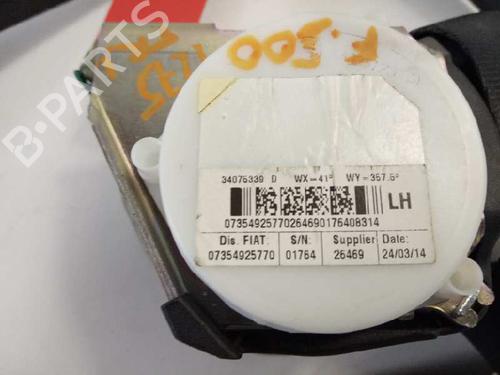 F.500
34075339 D WX=41° WY=357.5°
LH
07354925770264690176408314
Dis. FIAT: S/N: Supplier Date:
07354925770 01764 26469 24/03/14
B-PARTS